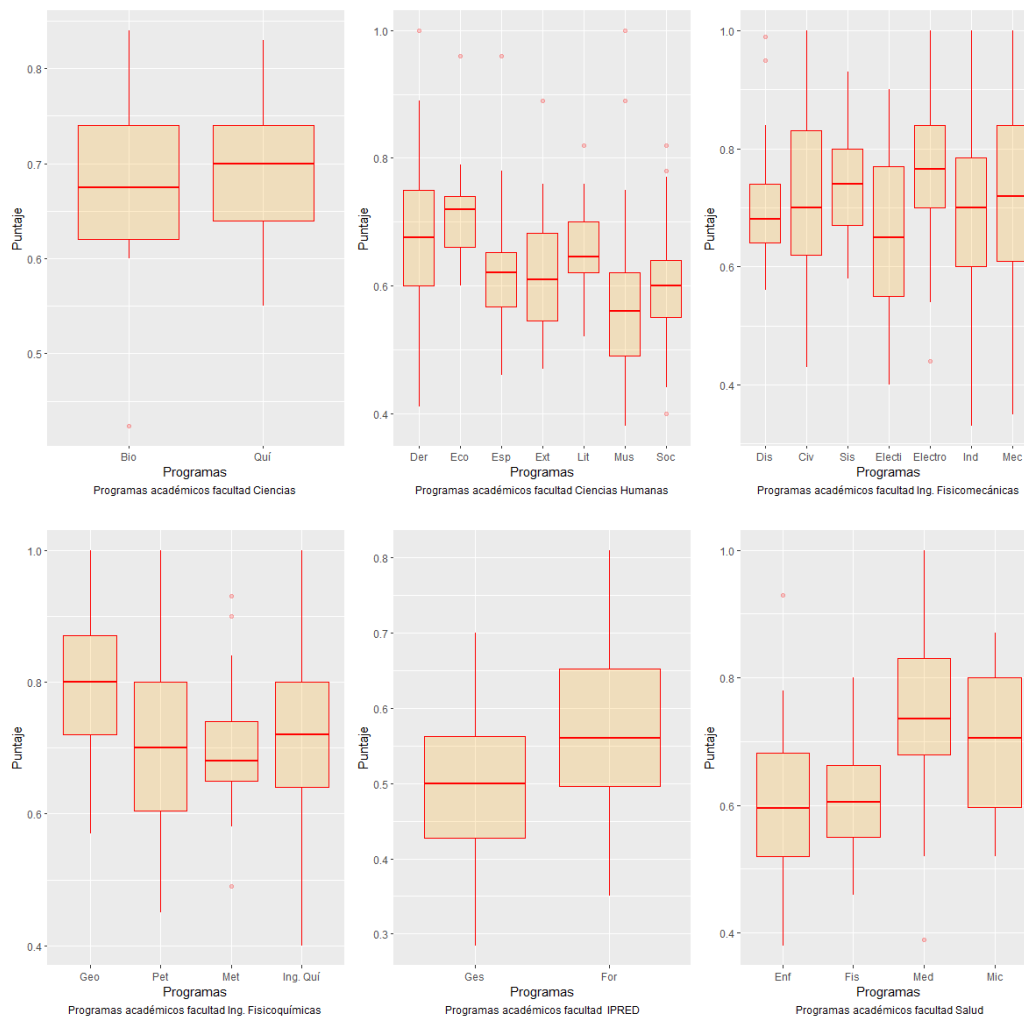 Puntaje
0.8
0.7
0.6
0.5
Bio Quí
Programas
Programas académicos facultad Ciencias
Puntaje
1.0
0.8
0.6
0.4
Der Eco Esp Ext Lit Mus Soc
Programas
Programas académicos facultad Ciencias Humanas
Puntaje
1.0
0.8
0.6
0.4
Dis Civ Sis Electi Electro Ind Mec
Programas
Programas académicos facultad Ing. Fisicomecánicas
Puntaje
1.0
0.8
0.6
0.4
Geo Pet Met Ing. Quí
Programas
Programas académicos facultad Ing. Fisicoquímicas
Puntaje
0.8
0.7
0.6
0.5
0.4
0.3
Ges For
Programas
Programas académicos facultad IPRED
Puntaje
1.0
0.8
0.6
0.4
Enf Fis Med Mic
Programas
Programas académicos facultad Salud